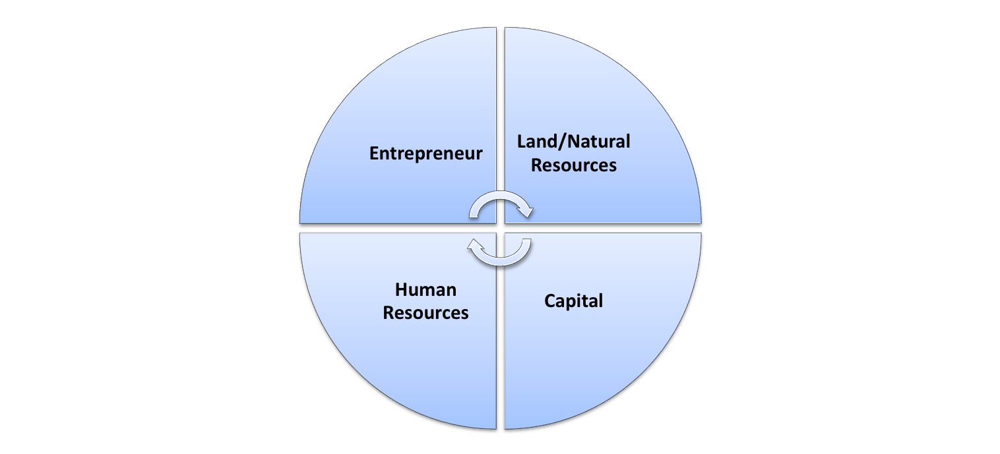 Entrepreneur
Land/Natural
Resources
Human
Resources
Capital